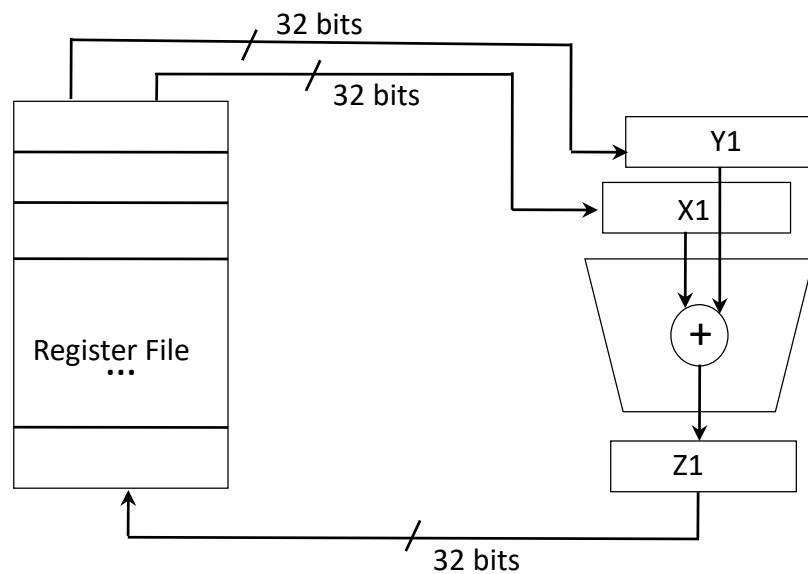 32 bits
32 bits
Y1
X1
+
Register File
...
Z1
32 bits